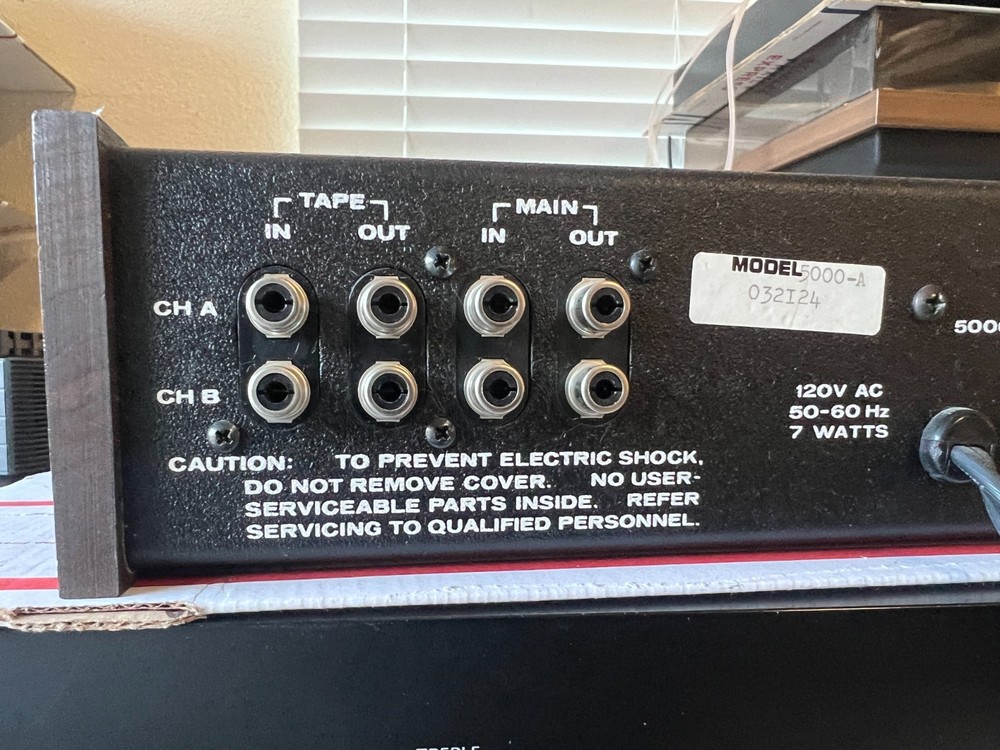 TAPE
MAIN
IN OUT IN OUT
CH A
MODEL 5000-A
032I24
CH B
120V AC
50-60 Hz
7 WATTS
CAUTION: TO PREVENT ELECTRIC SHOCK,
DO NOT REMOVE COVER. NO USER-
SERVICEABLE PARTS INSIDE. REFER
SERVICING TO QUALIFIED PERSONNEL.